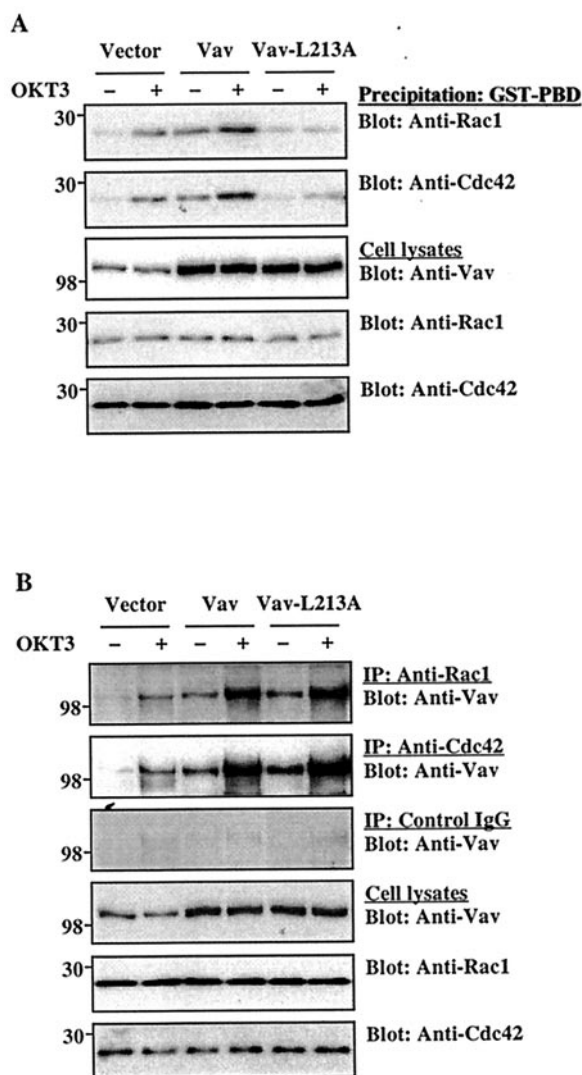 A
Vector Vav Vav-L213A
OKT3 – + – + – +
Precipitation: GST-PBD
30 Blot: Anti-Rac1
30 Blot: Anti-Cdc42
Cell lysates
98 Blot: Anti-Vav
30 Blot: Anti-Rac1
30 Blot: Anti-Cdc42
B
Vector Vav Vav-L213A
OKT3 – + – + – +
IP: Anti-Rac1
98 Blot: Anti-Vav
IP: Anti-Cdc42
98 Blot: Anti-Vav
IP: Control IgG
98 Blot: Anti-Vav
Cell lysates
98 Blot: Anti-Vav
30 Blot: Anti-Rac1
30 Blot: Anti-Cdc42